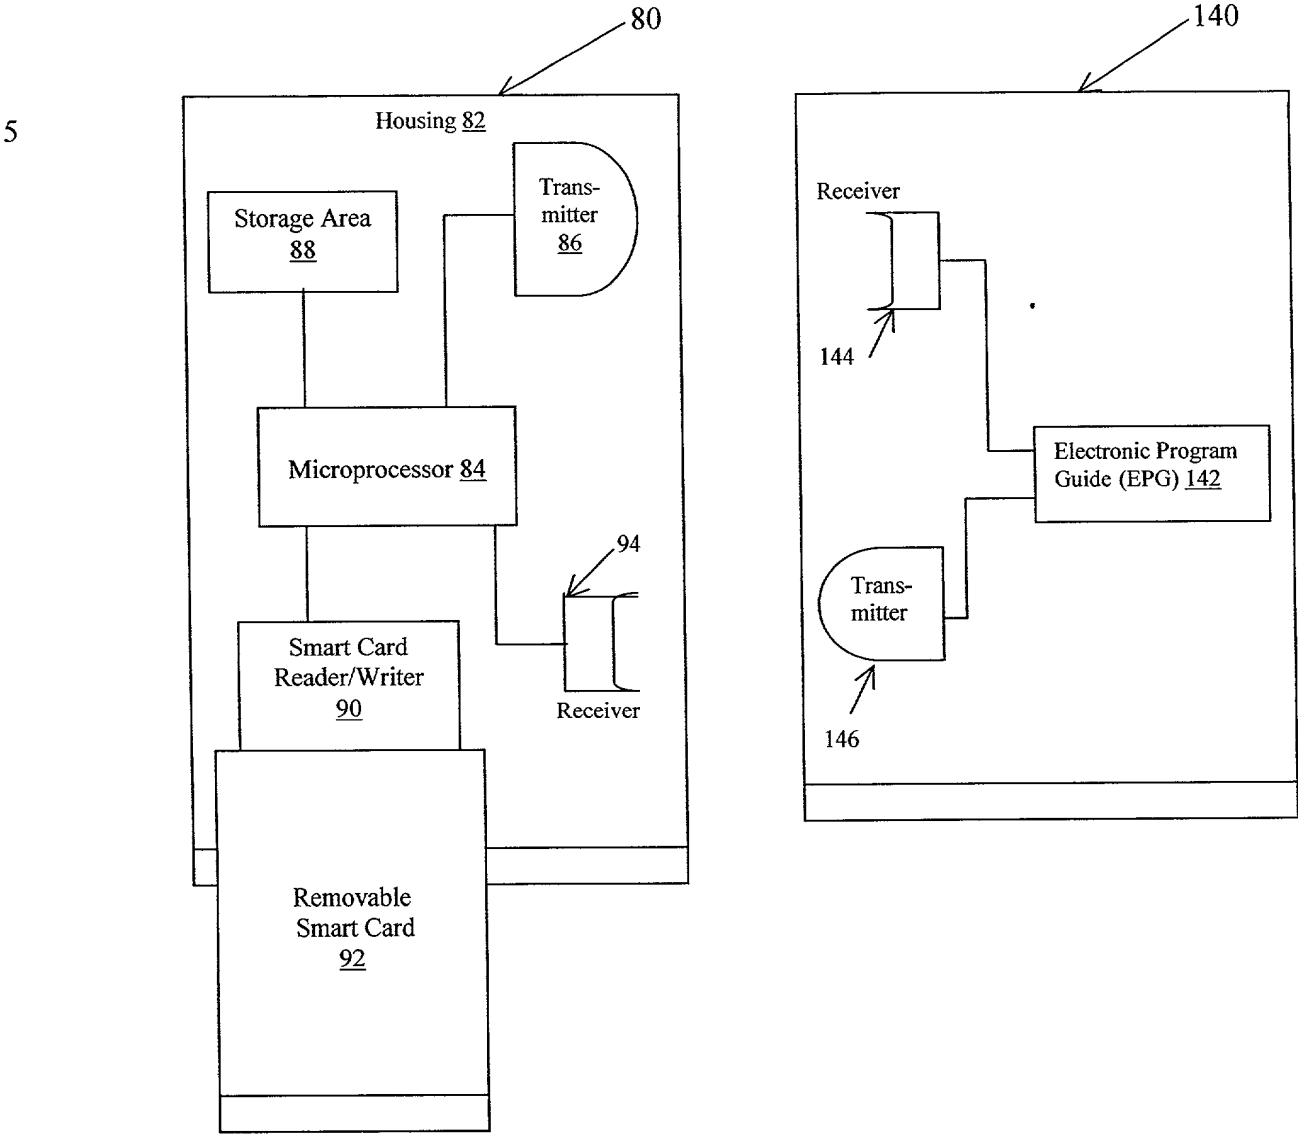 80
140
5
Housing 82
Trans-
mitter
86
Storage Area
88
Receiver
144
Microprocessor 84
Electronic Program
Guide (EPG) 142
94
Trans-
mitter
146
Smart Card
Reader/Writer
90
Receiver
Removable
Smart Card
92